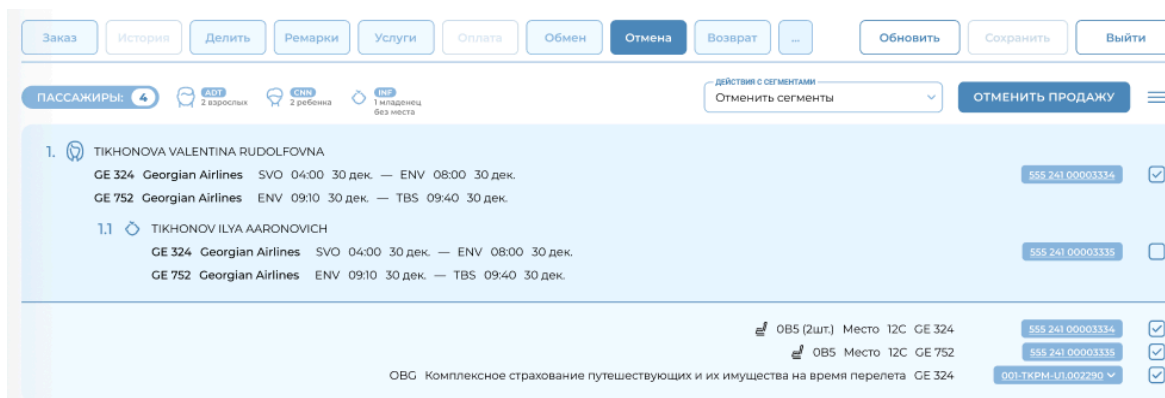 Заказ История Делить Ремарки Услуги Оплата Обмен Отмена Возврат ... Обновить Сохранить Выйти
ДЕЙСТВИЯ С СЕГМЕНТАМИ
ПАССАЖИРЫ: 4 ADT 2 взрослых CNN 2 ребенка INF 1 младенец без места Отменить сегменты ОТМЕНИТЬ ПРОДАЖУ
1. TIKHONOVA VALENTINA RUDOLFOVNA
GE 324 Georgian Airlines SVO 04:00 30 дек. — ENV 08:00 30 дек. 555 241 00003334
GE 752 Georgian Airlines ENV 09:10 30 дек. — TBS 09:40 30 дек.
1.1 TIKHONOV ILYA AARONOVICH
GE 324 Georgian Airlines SVO 04:00 30 дек. — ENV 08:00 30 дек. 555 241 00003335
GE 752 Georgian Airlines ENV 09:10 30 дек. — TBS 09:40 30 дек.
0B5 (2шт.) Место 12C GE 324 555 241 00003334
0B5 Место 12C GE 752 555 241 00003335
OBG Комплексное страхование путешествующих и их имущества на время перелета GE 324 001-TKPM-U1.002290